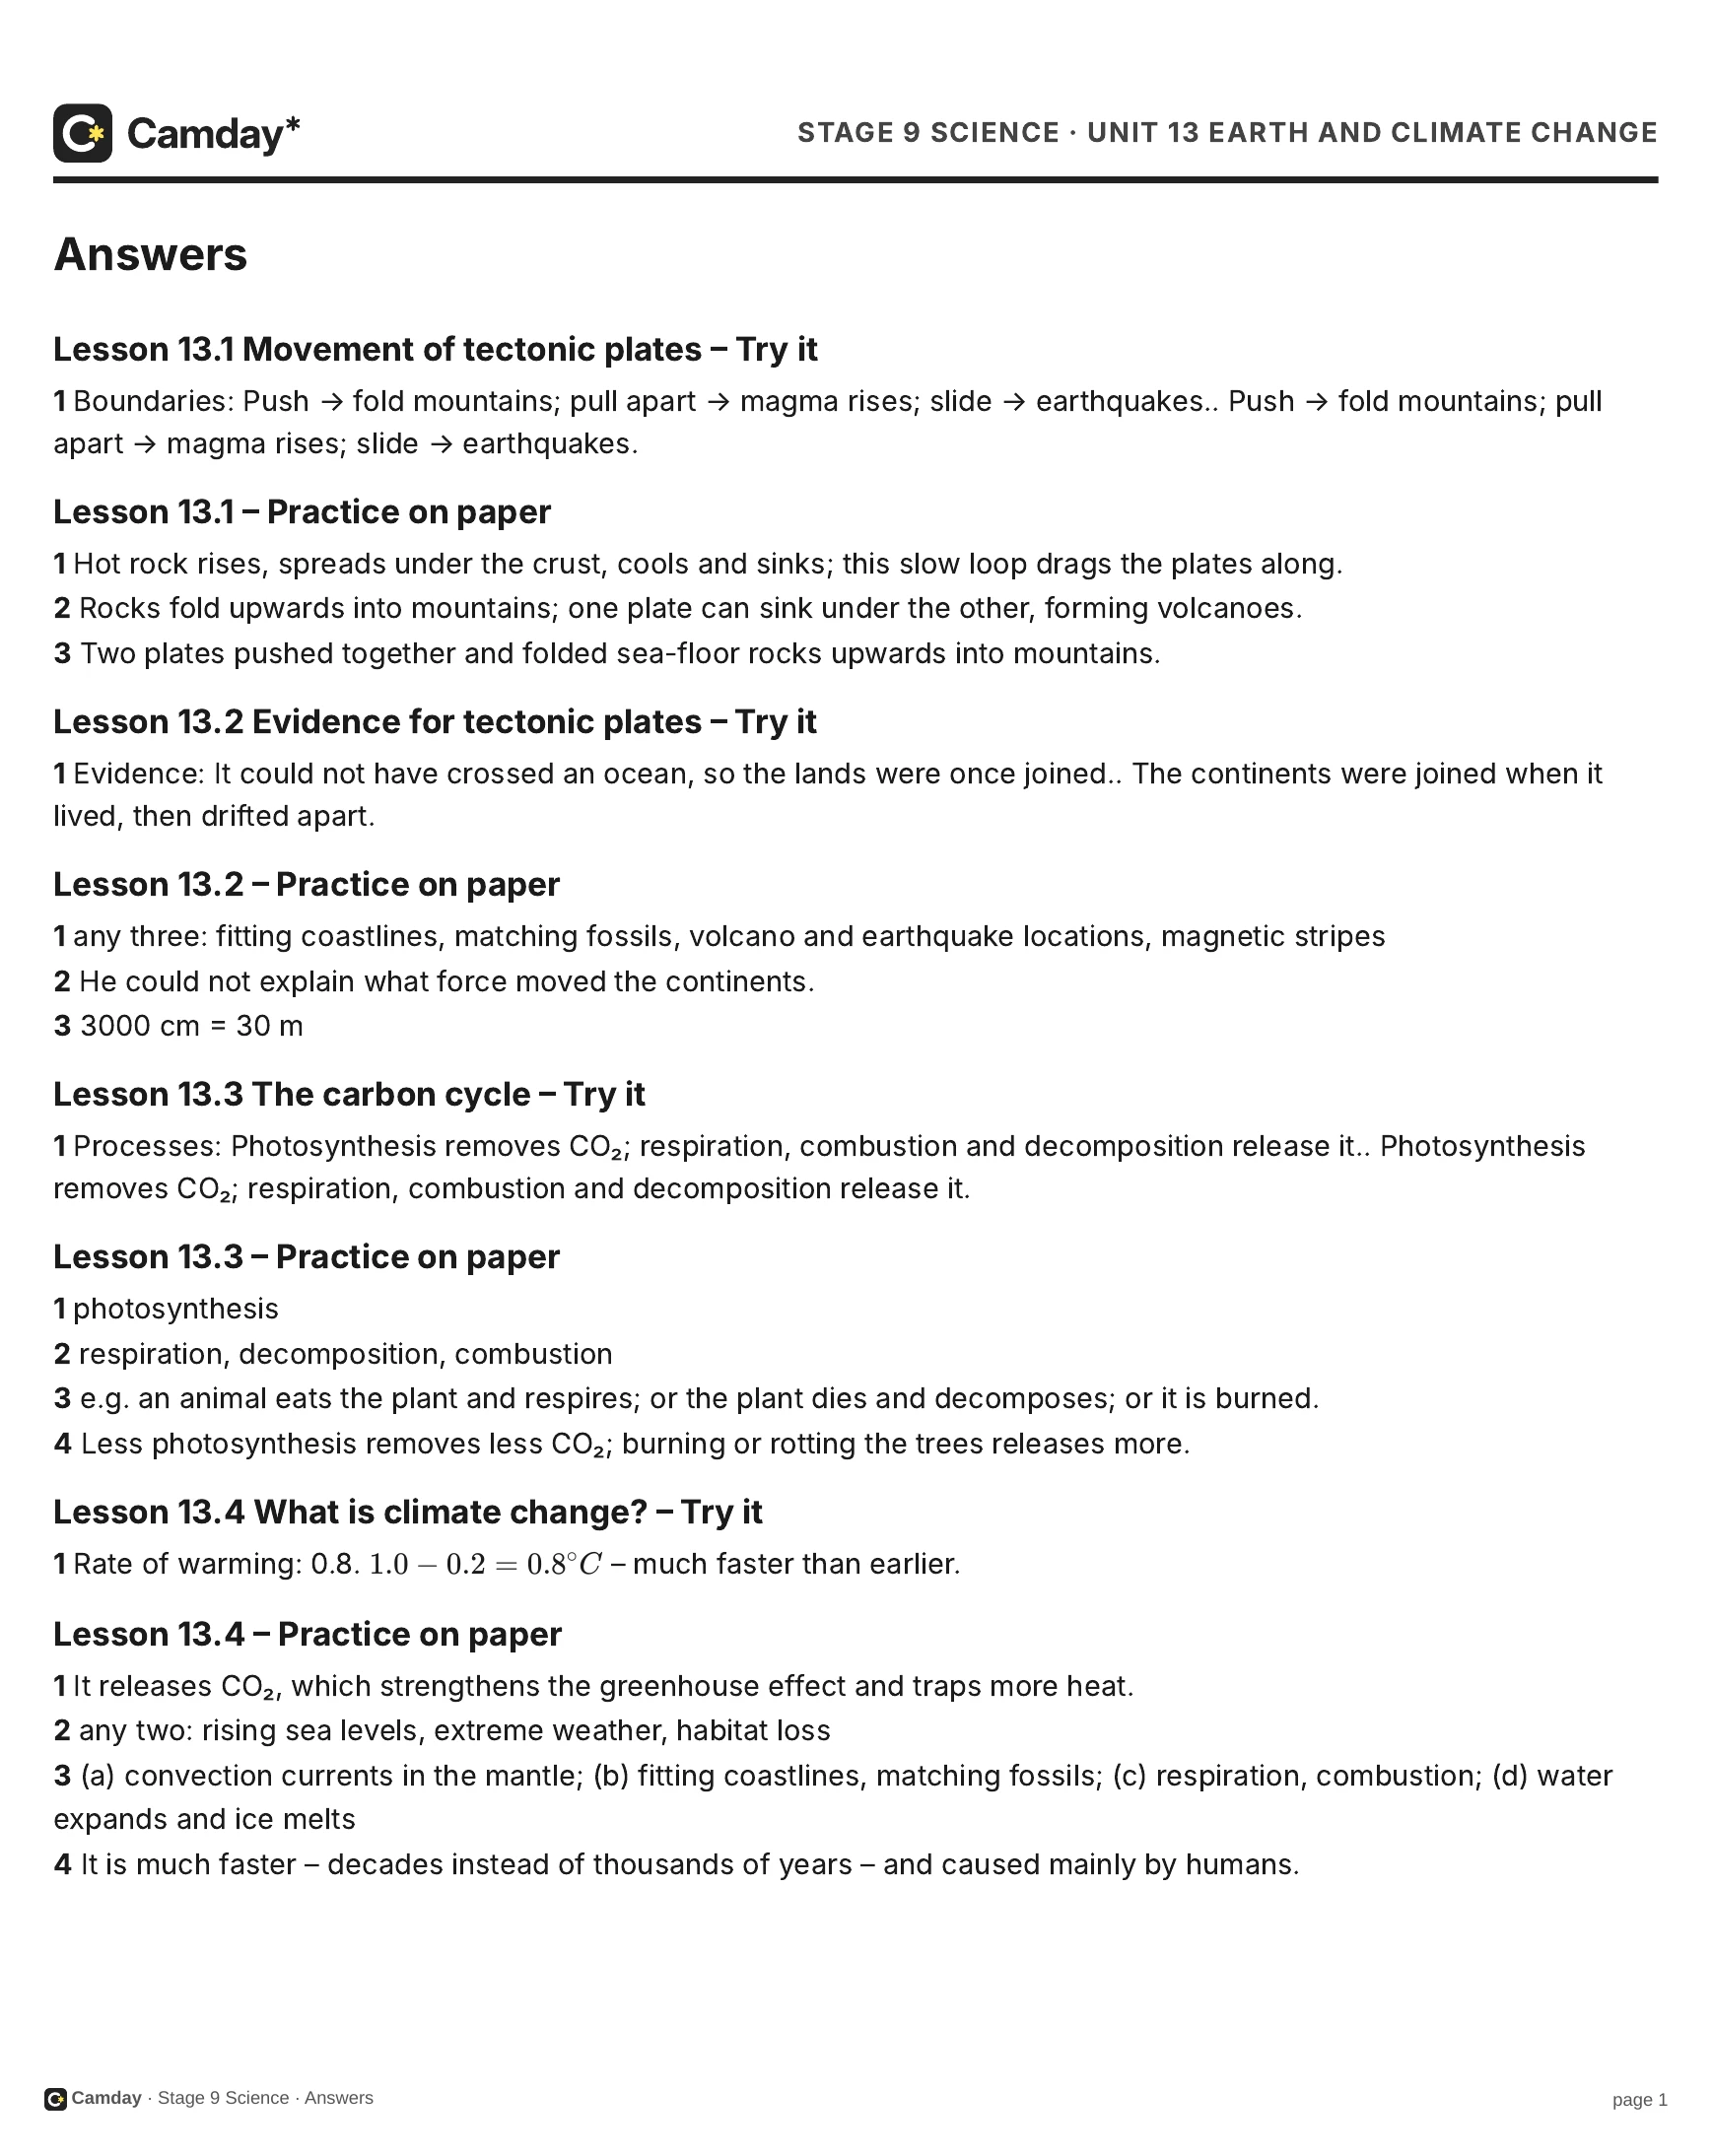 Camday*
STAGE 9 SCIENCE · UNIT 13 EARTH AND CLIMATE CHANGE
Answers
Lesson 13.1 Movement of tectonic plates – Try it
1 Boundaries: Push → fold mountains; pull apart → magma rises; slide → earthquakes.. Push → fold mountains; pull
apart → magma rises; slide → earthquakes.
Lesson 13.1 – Practice on paper
1 Hot rock rises, spreads under the crust, cools and sinks; this slow loop drags the plates along.
2 Rocks fold upwards into mountains; one plate can sink under the other, forming volcanoes.
3 Two plates pushed together and folded sea-floor rocks upwards into mountains.
Lesson 13.2 Evidence for tectonic plates – Try it
1 Evidence: It could not have crossed an ocean, so the lands were once joined.. The continents were joined when it
lived, then drifted apart.
Lesson 13.2 – Practice on paper
1 any three: fitting coastlines, matching fossils, volcano and earthquake locations, magnetic stripes
2 He could not explain what force moved the continents.
3 3000 cm = 30 m
Lesson 13.3 The carbon cycle – Try it
1 Processes: Photosynthesis removes CO₂; respiration, combustion and decomposition release it.. Photosynthesis
removes CO₂; respiration, combustion and decomposition release it.
Lesson 13.3 – Practice on paper
1 photosynthesis
2 respiration, decomposition, combustion
3 e.g. an animal eats the plant and respires; or the plant dies and decomposes; or it is burned.
4 Less photosynthesis removes less CO₂; burning or rotting the trees releases more.
Lesson 13.4 What is climate change? – Try it
1 Rate of warming: 0.8. 1.0 − 0.2 = 0.8°C – much faster than earlier.
Lesson 13.4 – Practice on paper
1 It releases CO₂, which strengthens the greenhouse effect and traps more heat.
2 any two: rising sea levels, extreme weather, habitat loss
3 (a) convection currents in the mantle; (b) fitting coastlines, matching fossils; (c) respiration, combustion; (d) water
expands and ice melts
4 It is much faster – decades instead of thousands of years – and caused mainly by humans.
Camday · Stage 9 Science · Answers
page 1